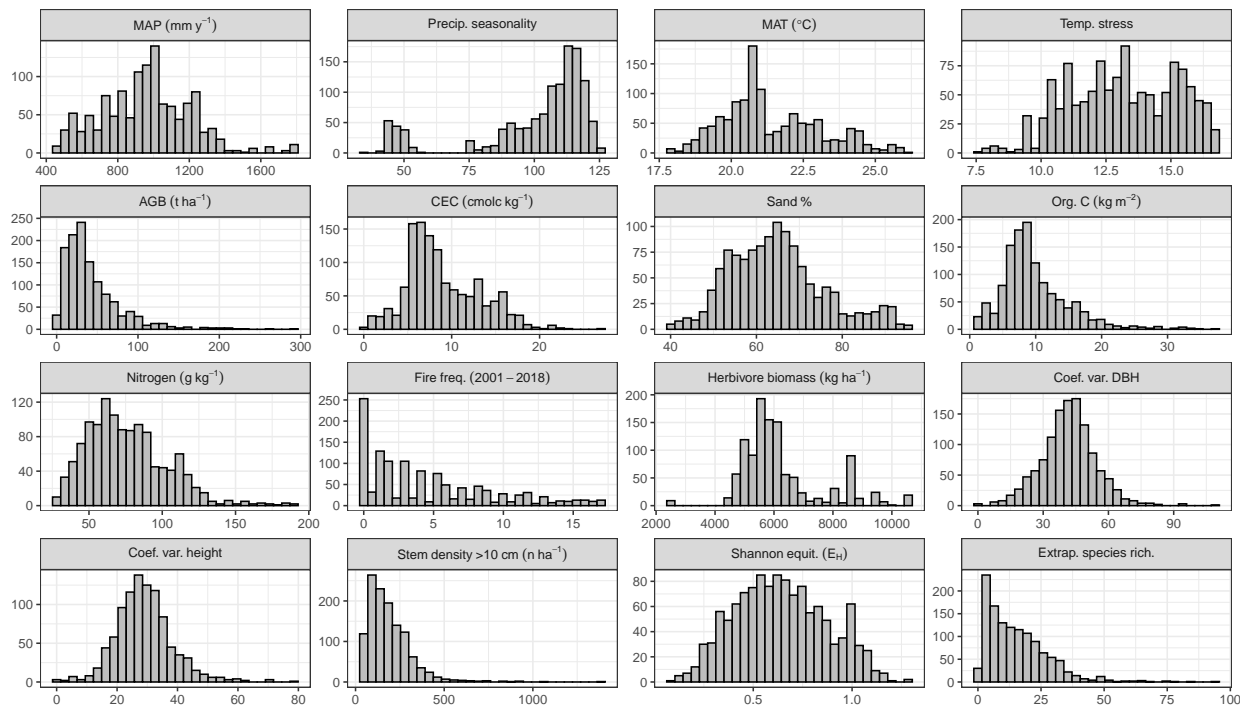 MAP (mm y⁻¹)
Precip. seasonality
MAT (°C)
Temp. stress
100
50
0
400 800 1200 1600
150
100
50
0
50 75 100 125
150
100
50
0
17.5 20.0 22.5 25.0
75
50
25
0
7.5 10.0 12.5 15.0
AGB (t ha⁻¹)
CEC (cmolc kg⁻¹)
Sand %
Org. C (kg m⁻²)
250
200
150
100
50
0
0 100 200 300
150
100
50
0
0 10 20
100
75
50
25
0
40 60 80
200
150
100
50
0
0 10 20 30
Nitrogen (g kg⁻¹)
Fire freq. (2001 − 2018)
Herbivore biomass (kg ha⁻¹)
Coef. var. DBH
120
80
40
0
50 100 150 200
250
200
150
100
50
0
0 5 10 15
200
150
100
50
0
2000 4000 6000 8000 10000
150
100
50
0
0 30 60 90
Coef. var. height
Stem density >10 cm (n ha⁻¹)
Shannon equit. (E_H)
Extrap. species rich.
100
50
0
0 20 40 60 80
200
100
0
0 500 1000
80
60
40
20
0
0.5 1.0
200
150
100
50
0
0 25 50 75 100